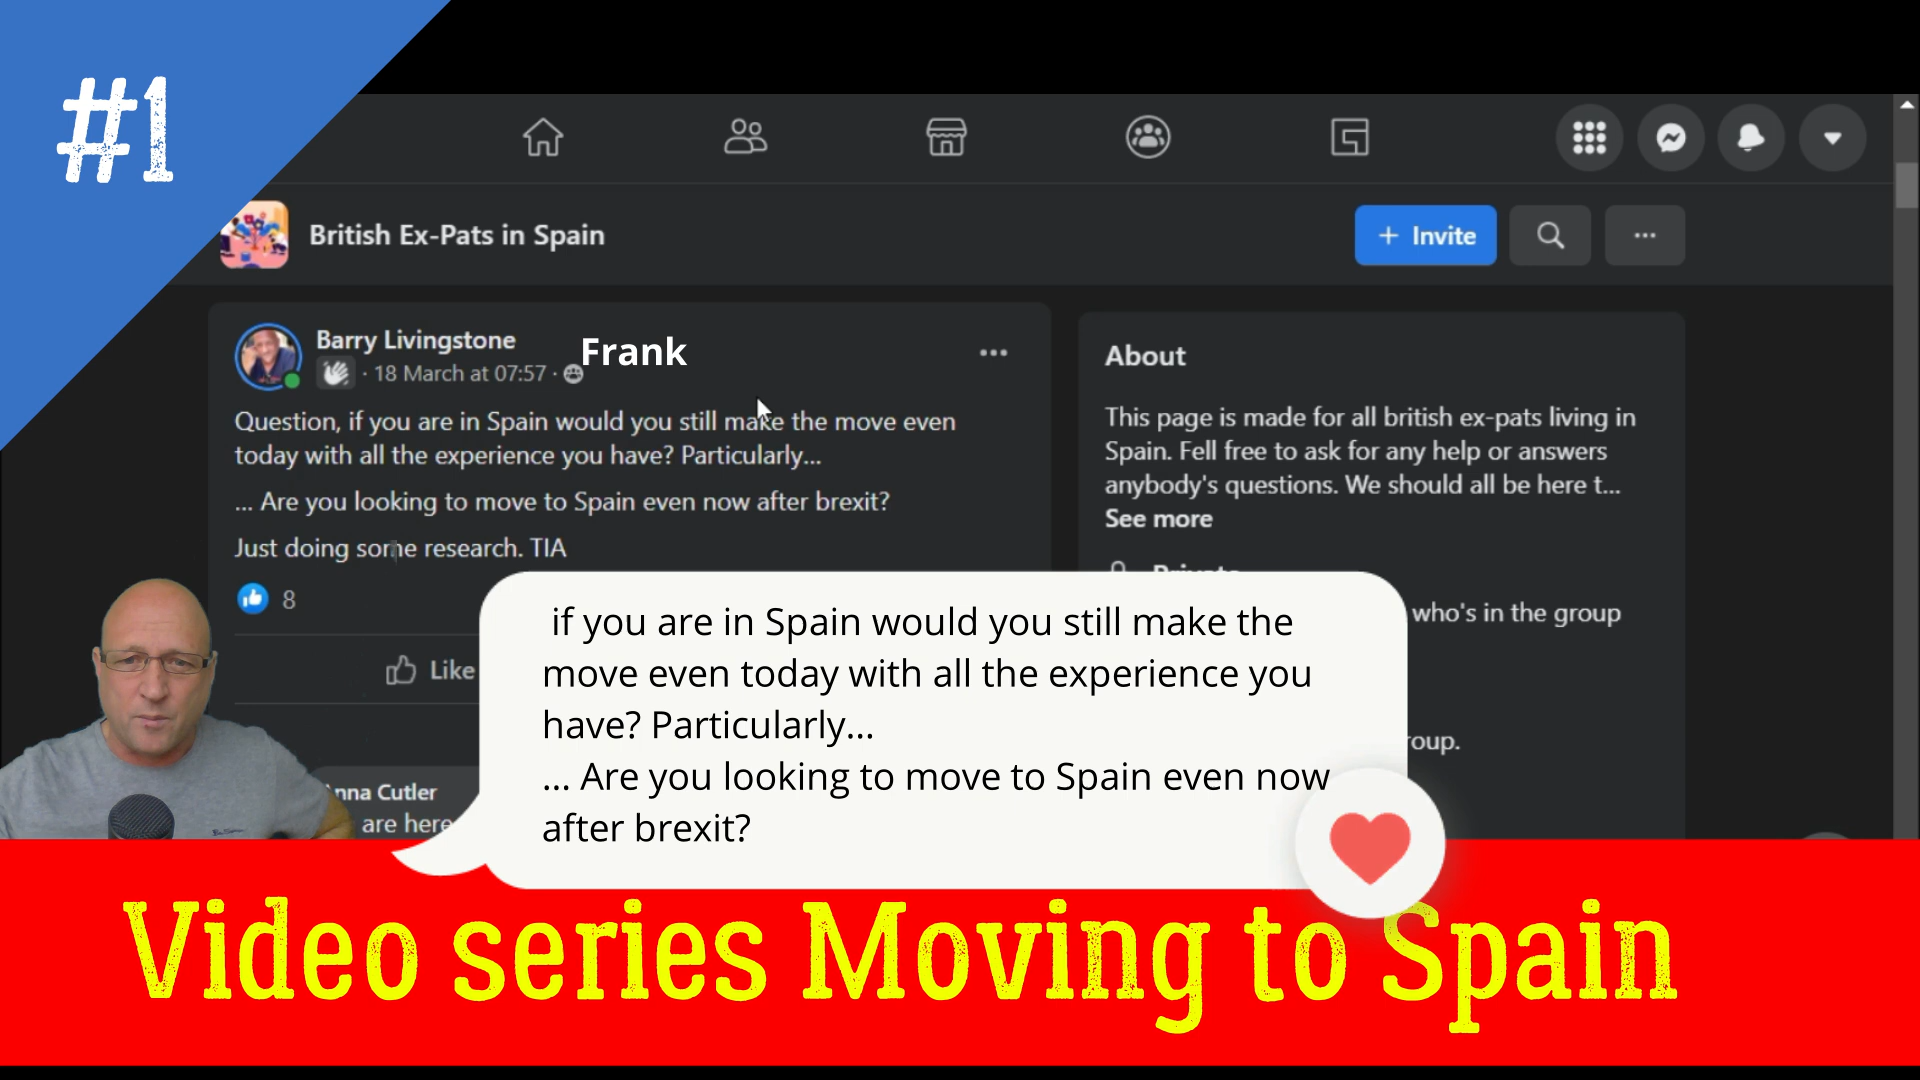 #1
British Ex-Pats in Spain
+ Invite
Barry Livingstone
· 18 March at 07:57 ·
Frank
Question, if you are in Spain would you still make the move even
today with all the experience you have? Particularly...
... Are you looking to move to Spain even now after brexit?
Just doing some research. TIA
8
Like
nna Cutler
are here
About
This page is made for all british ex-pats living in
Spain. Fell free to ask for any help or answers
anybody's questions. We should all be here t...
See more
Private
who's in the group
roup.
if you are in Spain would you still make the
move even today with all the experience you
have? Particularly...
... Are you looking to move to Spain even now
after brexit?
Video series Moving to Spain